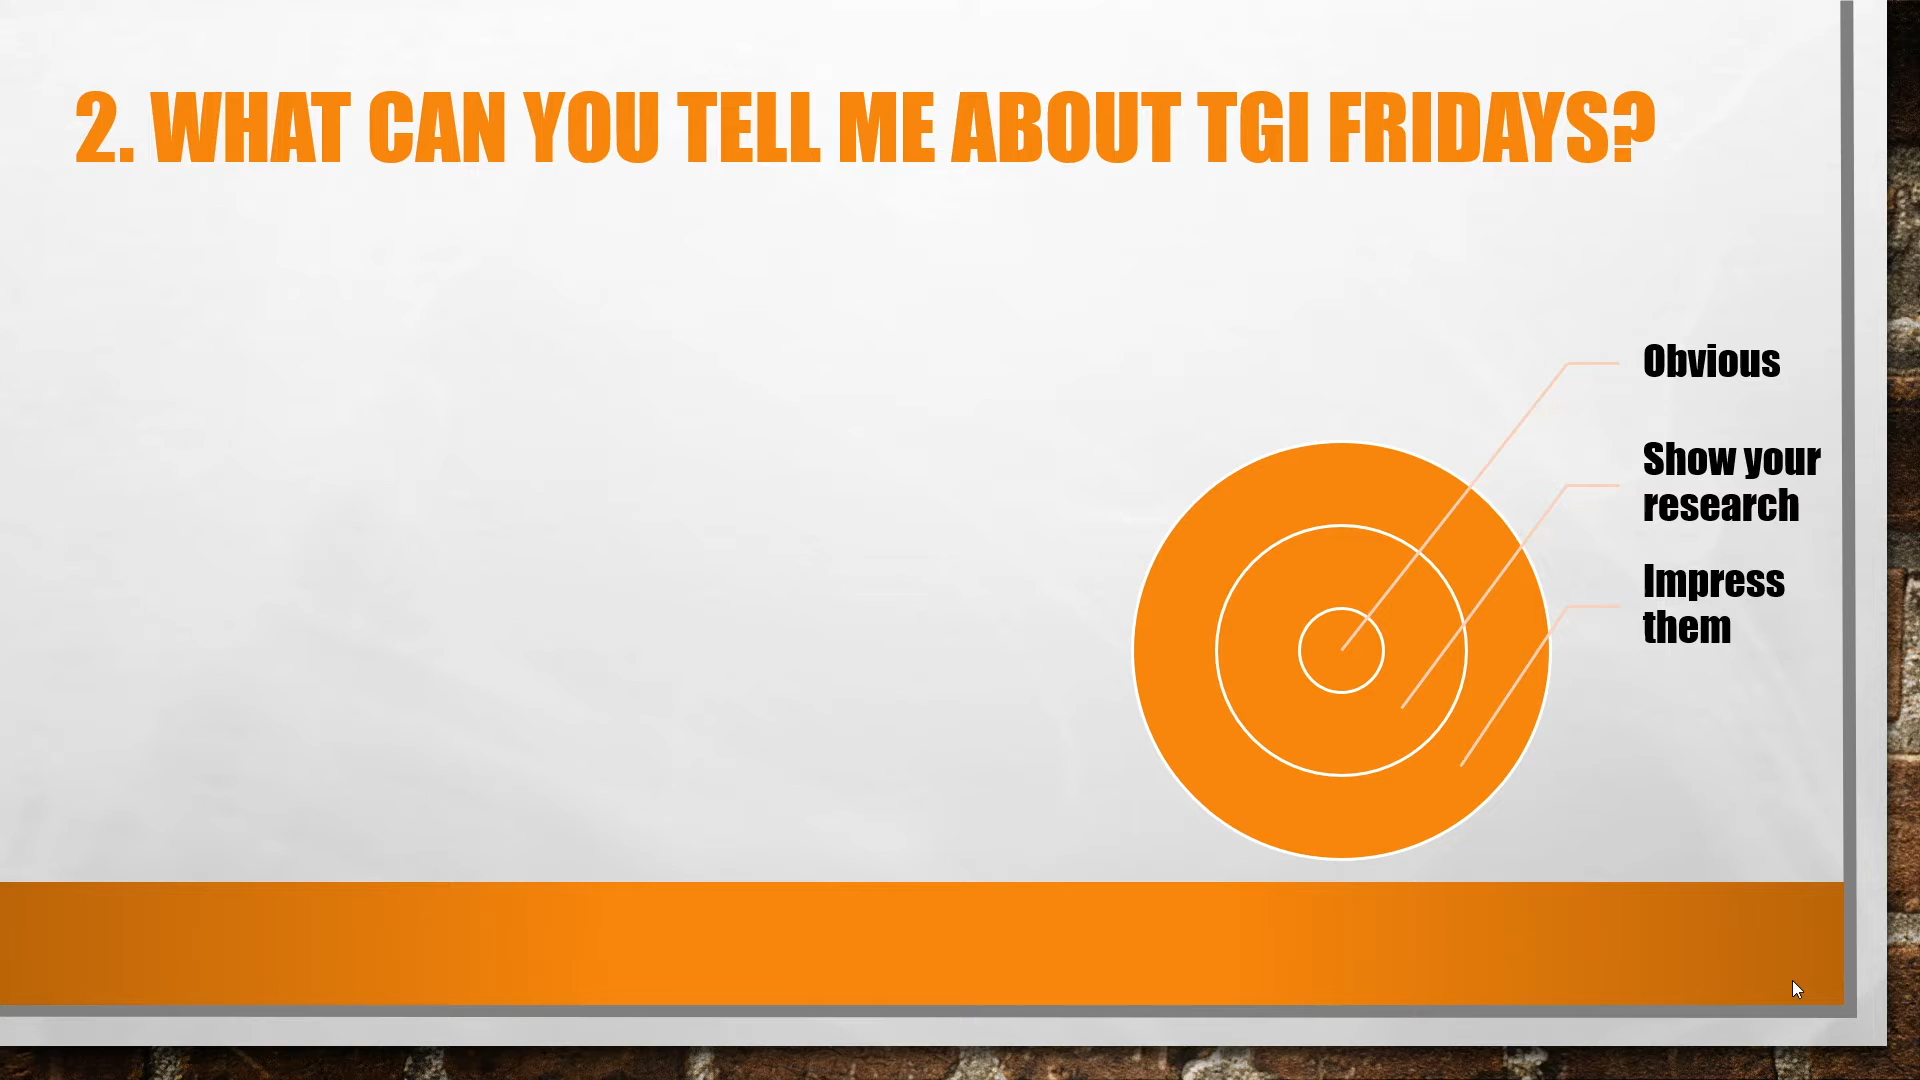 2. WHAT CAN YOU TELL ME ABOUT TGI FRIDAYS?
Obvious
Show your
research
Impress
them